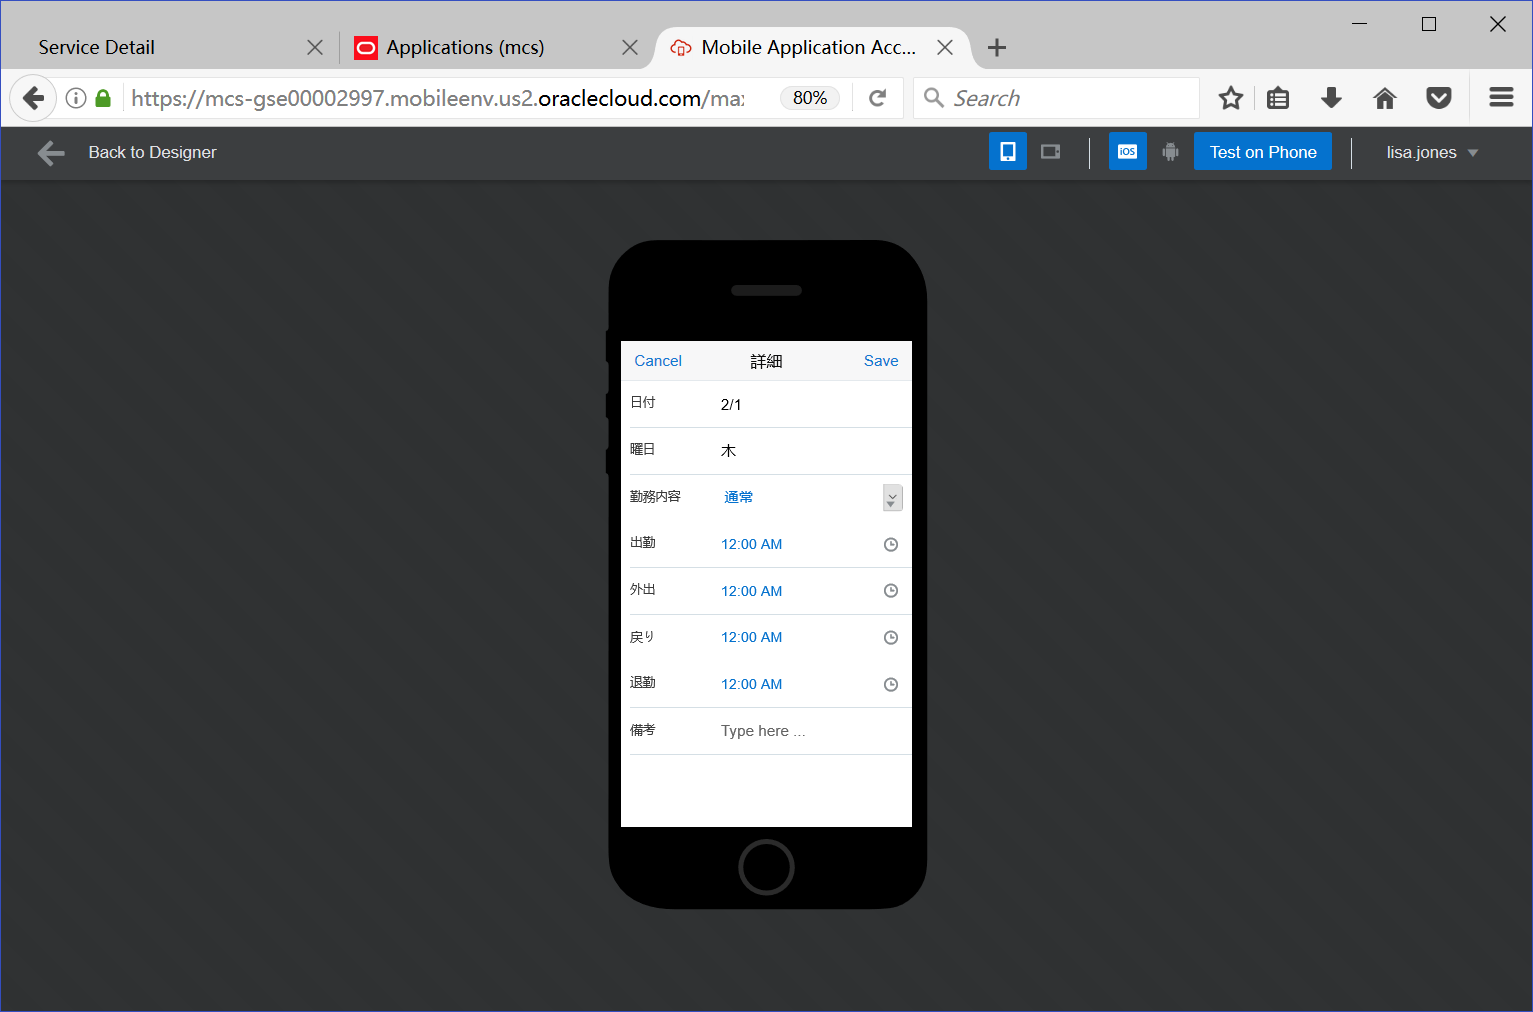 Service Detail
Applications (mcs)
Mobile Application Acc...
https://mcs-gse00002997.mobileenv.us2.oraclecloud.com/max
80%
Search
Back to Designer
iOS
Test on Phone
lisa.jones
Cancel
詳細
Save
日付 2/1
曜日 木
勤務内容 通常
出勤 12:00 AM
外出 12:00 AM
戻り 12:00 AM
退勤 12:00 AM
備考 Type here ...